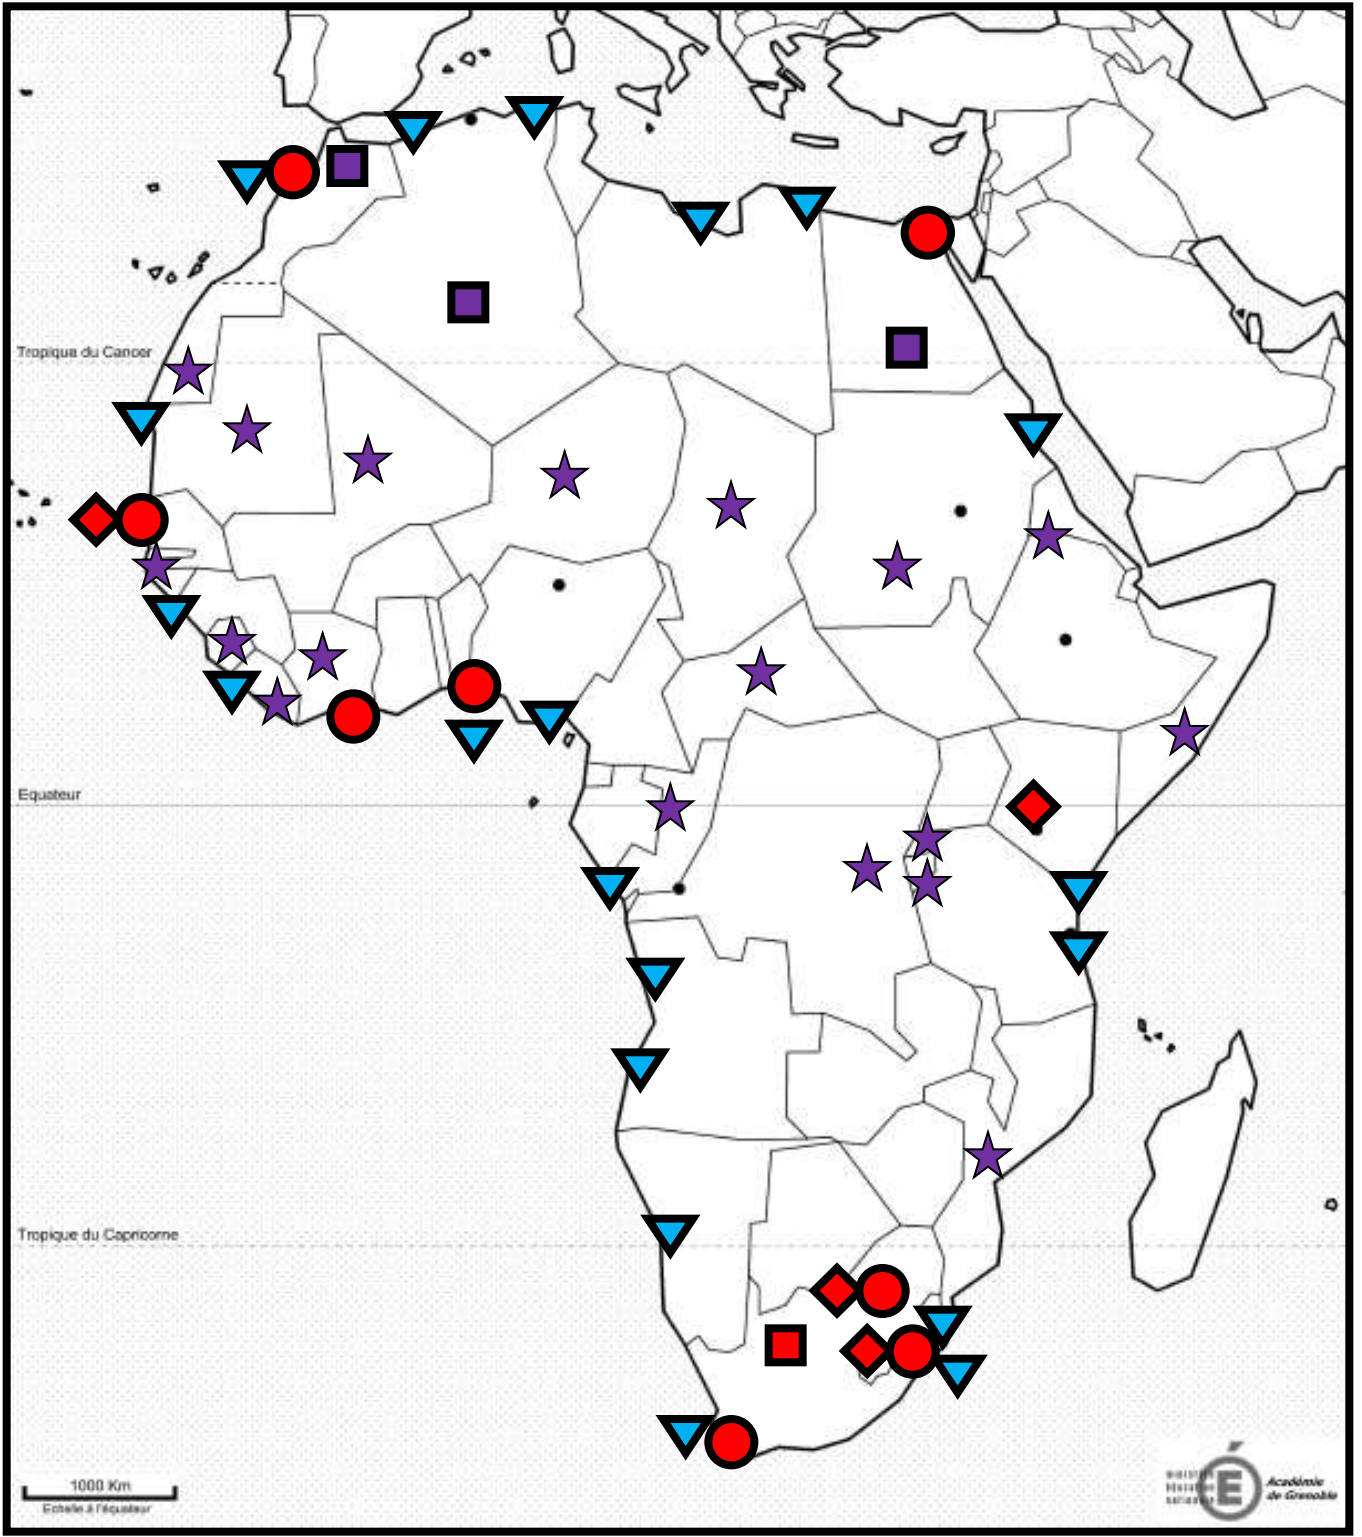 Tropique du Cancer
Equateur
Tropique du Capricorne
1000 Km
Echelle à l'équateur
É
Académie
de Grenoble